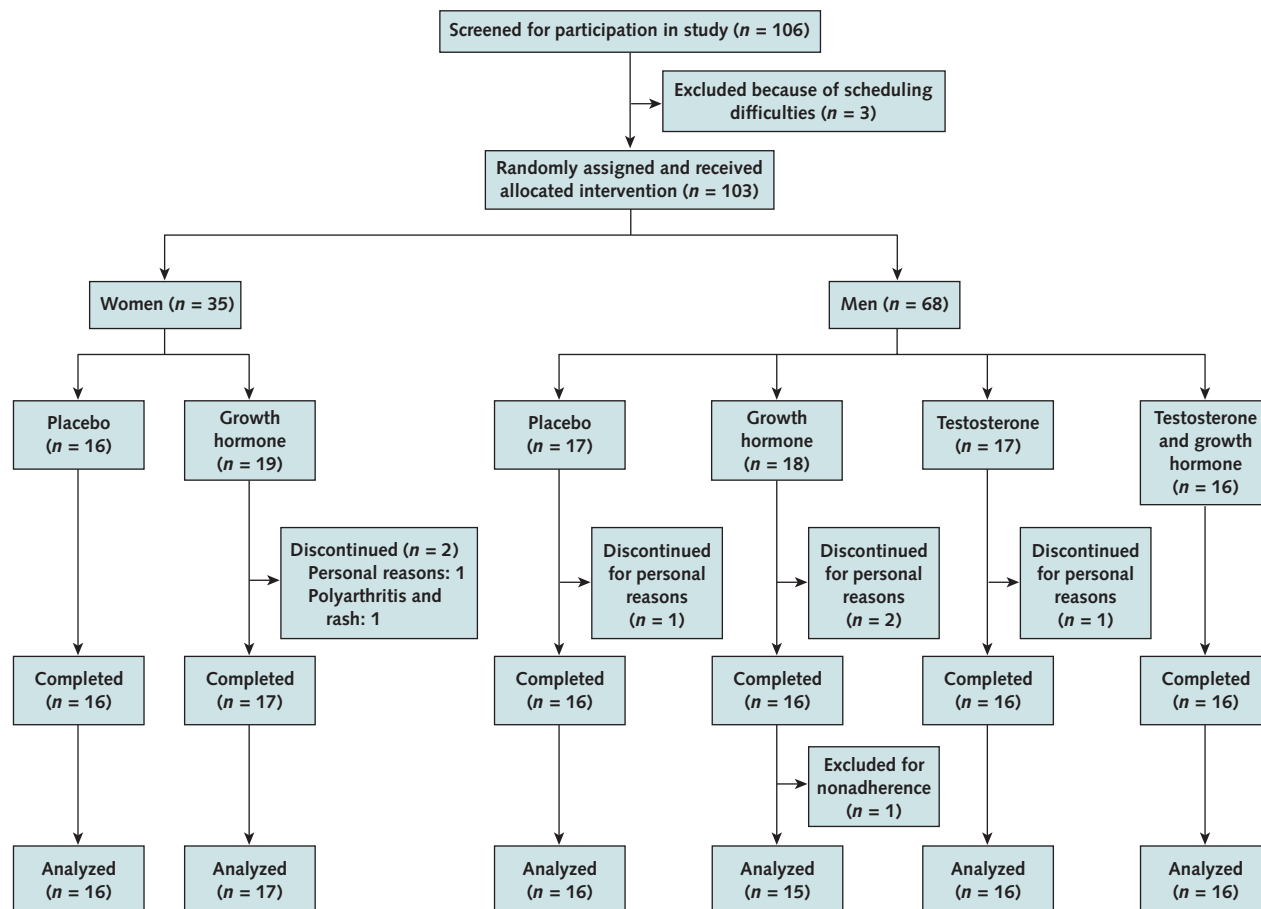 Screened for participation in study (n = 106)
Excluded because of scheduling
difficulties (n = 3)
Randomly assigned and received
allocated intervention (n = 103)
Women (n = 35)
Men (n = 68)
Placebo
(n = 16)
Growth
hormone
(n = 19)
Placebo
(n = 17)
Growth
hormone
(n = 18)
Testosterone
(n = 17)
Testosterone
and growth
hormone
(n = 16)
Discontinued (n = 2)
Personal reasons: 1
Polyarthritis and
rash: 1
Discontinued
for personal
reasons
(n = 1)
Discontinued
for personal
reasons
(n = 2)
Discontinued
for personal
reasons
(n = 1)
Completed
(n = 16)
Completed
(n = 17)
Completed
(n = 16)
Completed
(n = 16)
Completed
(n = 16)
Completed
(n = 16)
Excluded for
nonadherence
(n = 1)
Analyzed
(n = 16)
Analyzed
(n = 17)
Analyzed
(n = 16)
Analyzed
(n = 15)
Analyzed
(n = 16)
Analyzed
(n = 16)